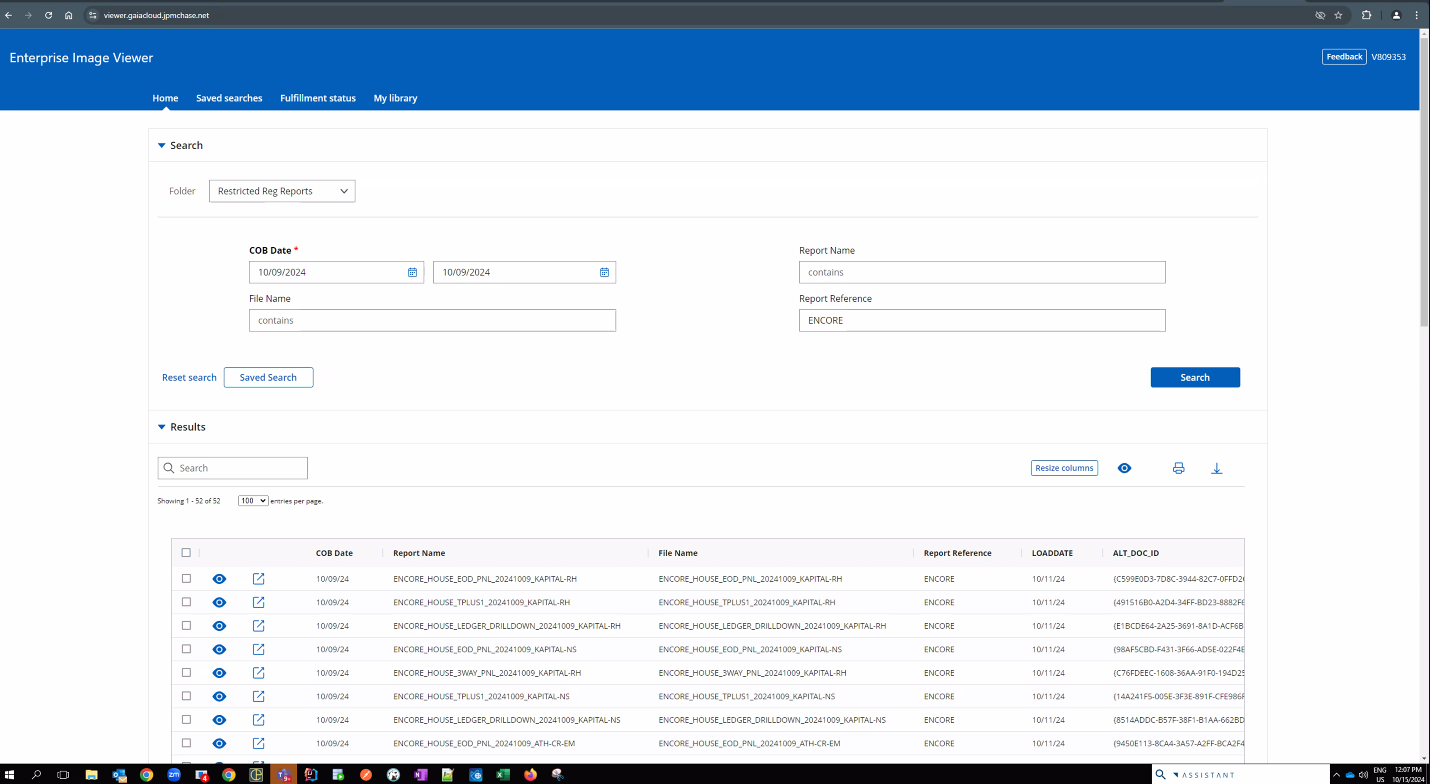 viewer.gaiacloud.jpmchase.net
Enterprise Image Viewer
Feedback V809353
Home Saved searches Fulfillment status My library
Search
Folder Restricted Reg Reports
COB Date * Report Name
10/09/2024 10/09/2024 contains
File Name Report Reference
contains ENCORE
Reset search Saved Search Search
Results
Search Resize columns
Showing 1 - 52 of 52 100 entries per page.
COB Date Report Name File Name Report Reference LOADDATE ALT_DOC_ID
10/09/24 ENCORE_HOUSE_EOD_PNL_20241009_KAPITAL-RH ENCORE_HOUSE_EOD_PNL_20241009_KAPITAL-RH ENCORE 10/11/24 {C599E0D3-7D8C-3944-82C7-0FFD2
10/09/24 ENCORE_HOUSE_TPLUS1_20241009_KAPITAL-RH ENCORE_HOUSE_TPLUS1_20241009_KAPITAL-RH ENCORE 10/11/24 {491516B0-A2D4-34FF-BD23-8882F
10/09/24 ENCORE_HOUSE_LEDGER_DRILLDOWN_20241009_KAPITAL-RH ENCORE_HOUSE_LEDGER_DRILLDOWN_20241009_KAPITAL-RH ENCORE 10/11/24 {E1BCDE64-2A25-3691-8A1D-ACF6B
10/09/24 ENCORE_HOUSE_EOD_PNL_20241009_KAPITAL-NS ENCORE_HOUSE_EOD_PNL_20241009_KAPITAL-NS ENCORE 10/11/24 {98AF5CBD-F431-3F66-AD5E-022F4E
10/09/24 ENCORE_HOUSE_3WAY_PNL_20241009_KAPITAL-RH ENCORE_HOUSE_3WAY_PNL_20241009_KAPITAL-RH ENCORE 10/11/24 {C76FDEEC-1608-36AA-91F0-194D25
10/09/24 ENCORE_HOUSE_TPLUS1_20241009_KAPITAL-NS ENCORE_HOUSE_TPLUS1_20241009_KAPITAL-NS ENCORE 10/11/24 {14A241F5-005E-3F3E-891F-CFE986F
10/09/24 ENCORE_HOUSE_LEDGER_DRILLDOWN_20241009_KAPITAL-NS ENCORE_HOUSE_LEDGER_DRILLDOWN_20241009_KAPITAL-NS ENCORE 10/11/24 {8514ADDC-B57F-38F1-B1AA-662BD
10/09/24 ENCORE_HOUSE_EOD_PNL_20241009_ATH-CR-EM ENCORE_HOUSE_EOD_PNL_20241009_ATH-CR-EM ENCORE 10/11/24 {9450E113-8CA4-3A57-A2FF-BCA2F4
ASSISTANT
ENG
US
12:07 PM
10/15/2024